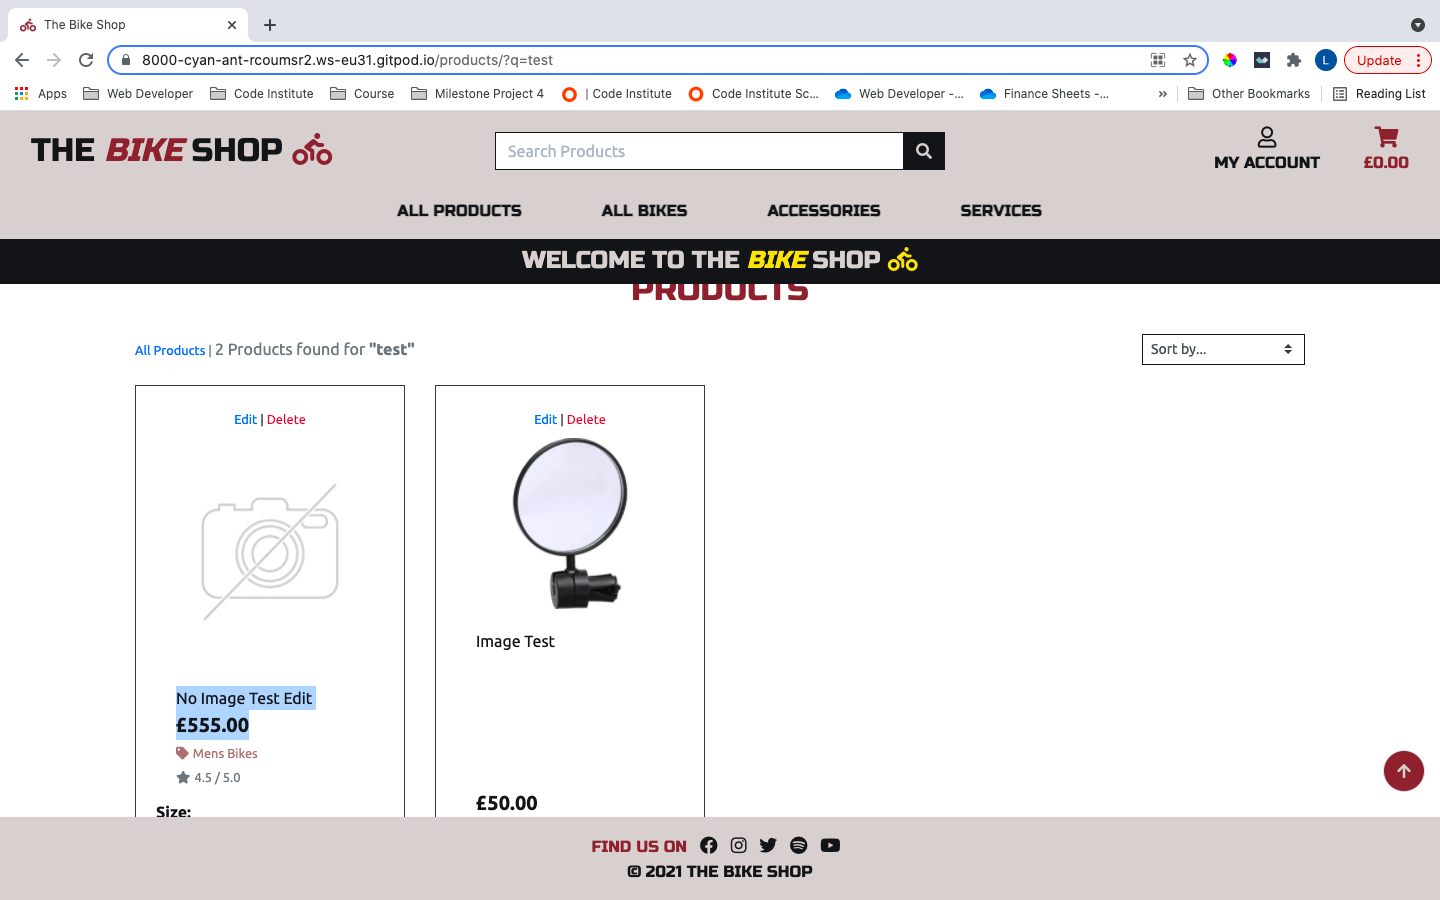 The Bike Shop
8000-cyan-ant-rcoumsr2.ws-eu31.gitpod.io/products/?q=test
L
Update
Apps
Web Developer
Code Institute
Course
Milestone Project 4
| Code Institute
Code Institute Sc...
Web Developer -...
Finance Sheets -...
»
Other Bookmarks
Reading List
THE BIKE SHOP
Search Products
MY ACCOUNT
£0.00
ALL PRODUCTS
ALL BIKES
ACCESSORIES
SERVICES
WELCOME TO THE BIKE SHOP
PRODUCTS
All Products | 2 Products found for "test"
Sort by...
Edit | Delete
No Image Test Edit
£555.00
Mens Bikes
4.5 / 5.0
Size:
Edit | Delete
Image Test
£50.00
FIND US ON
© 2021 THE BIKE SHOP